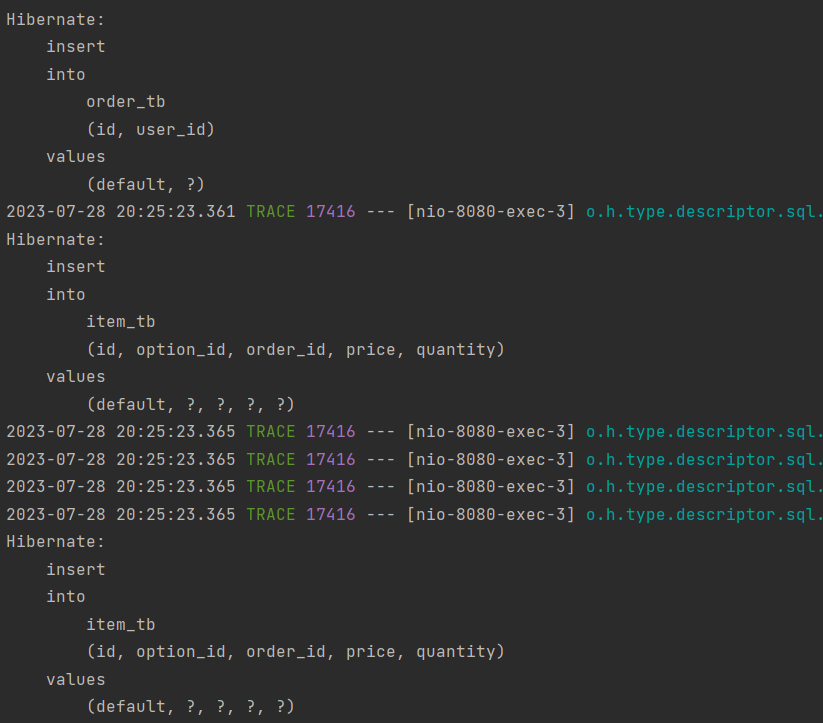 Hibernate:
    insert
    into
        order_tb
        (id, user_id)
    values
        (default, ?)
2023-07-28 20:25:23.361 TRACE 17416 --- [nio-8080-exec-3] o.h.type.descriptor.sql.
Hibernate:
    insert
    into
        item_tb
        (id, option_id, order_id, price, quantity)
    values
        (default, ?, ?, ?, ?)
2023-07-28 20:25:23.365 TRACE 17416 --- [nio-8080-exec-3] o.h.type.descriptor.sql.
2023-07-28 20:25:23.365 TRACE 17416 --- [nio-8080-exec-3] o.h.type.descriptor.sql.
2023-07-28 20:25:23.365 TRACE 17416 --- [nio-8080-exec-3] o.h.type.descriptor.sql.
2023-07-28 20:25:23.365 TRACE 17416 --- [nio-8080-exec-3] o.h.type.descriptor.sql.
Hibernate:
    insert
    into
        item_tb
        (id, option_id, order_id, price, quantity)
    values
        (default, ?, ?, ?, ?)